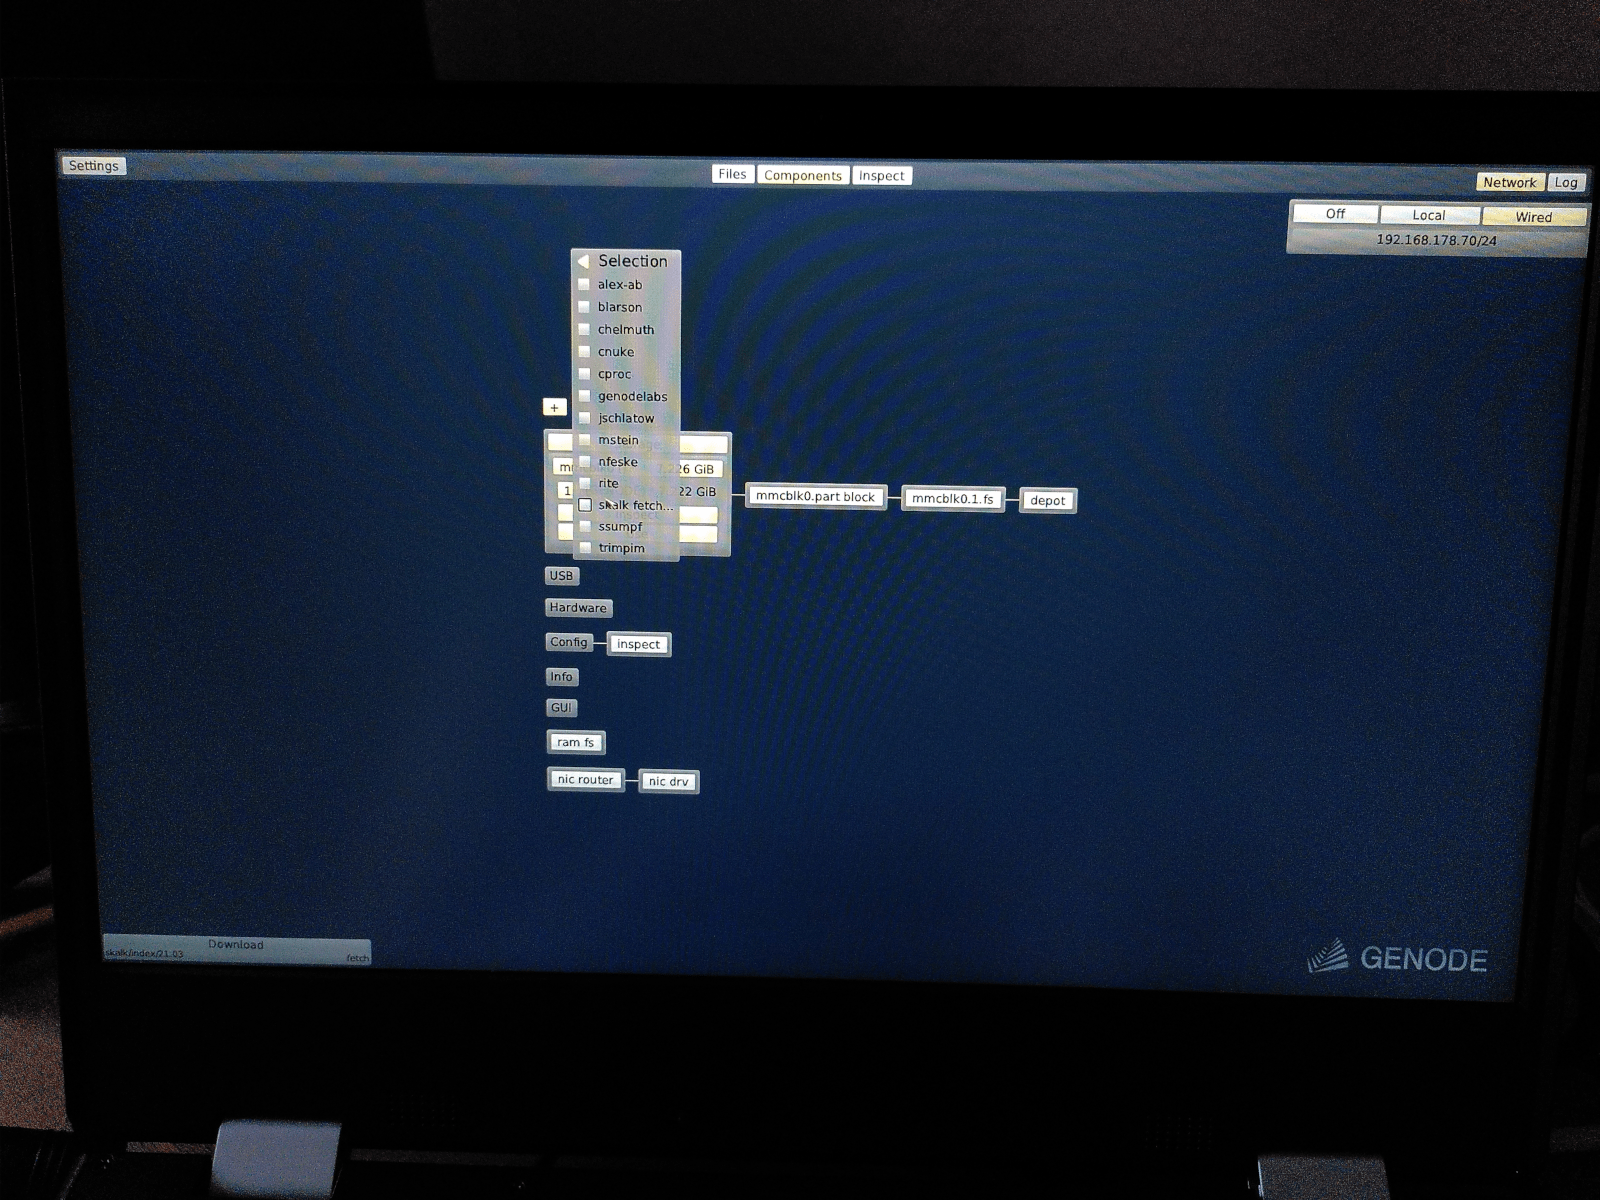 Settings
Files
Components
Inspect
Network
Log
Off
Local
Wired
192.168.178.70/24
Selection
alex-ab
blarson
chelmuth
cnuke
cproc
genodelabs
jschlatow
mstein
nfeske
rite
skalk fetch...
ssumpf
trimpim
+
26 GiB
1
22 GiB
mmcblk0.part block
mmcblk0.1.fs
depot
USB
Hardware
Config
inspect
Info
GUI
ram fs
nic router
nic drv
Download
skalk/index/21.03
fetch
GENODE